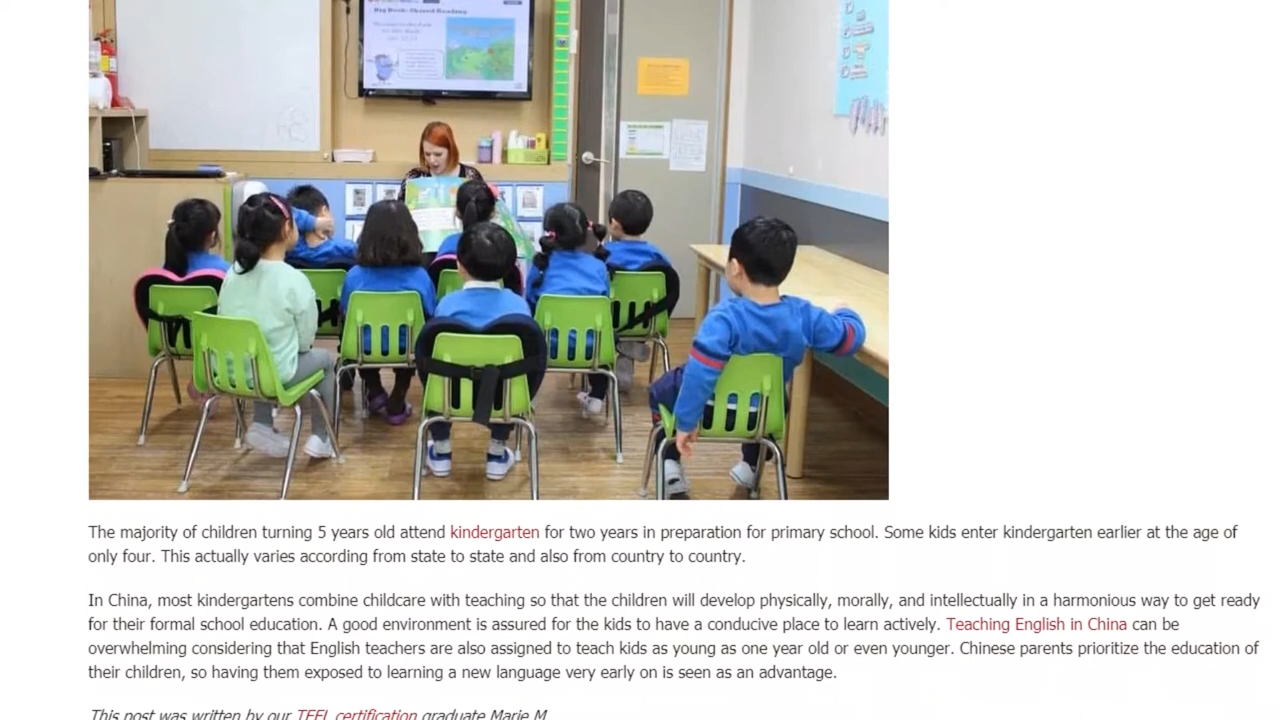 Big Book: Shared Reading
The majority of children turning 5 years old attend kindergarten for two years in preparation for primary school. Some kids enter kindergarten earlier at the age of
only four. This actually varies according from state to state and also from country to country.
In China, most kindergartens combine childcare with teaching so that the children will develop physically, morally, and intellectually in a harmonious way to get ready
for their formal school education. A good environment is assured for the kids to have a conducive place to learn actively. Teaching English in China can be
overwhelming considering that English teachers are also assigned to teach kids as young as one year old or even younger. Chinese parents prioritize the education of
their children, so having them exposed to learning a new language very early on is seen as an advantage.
This post was written by our TEFL certification graduate Marie M